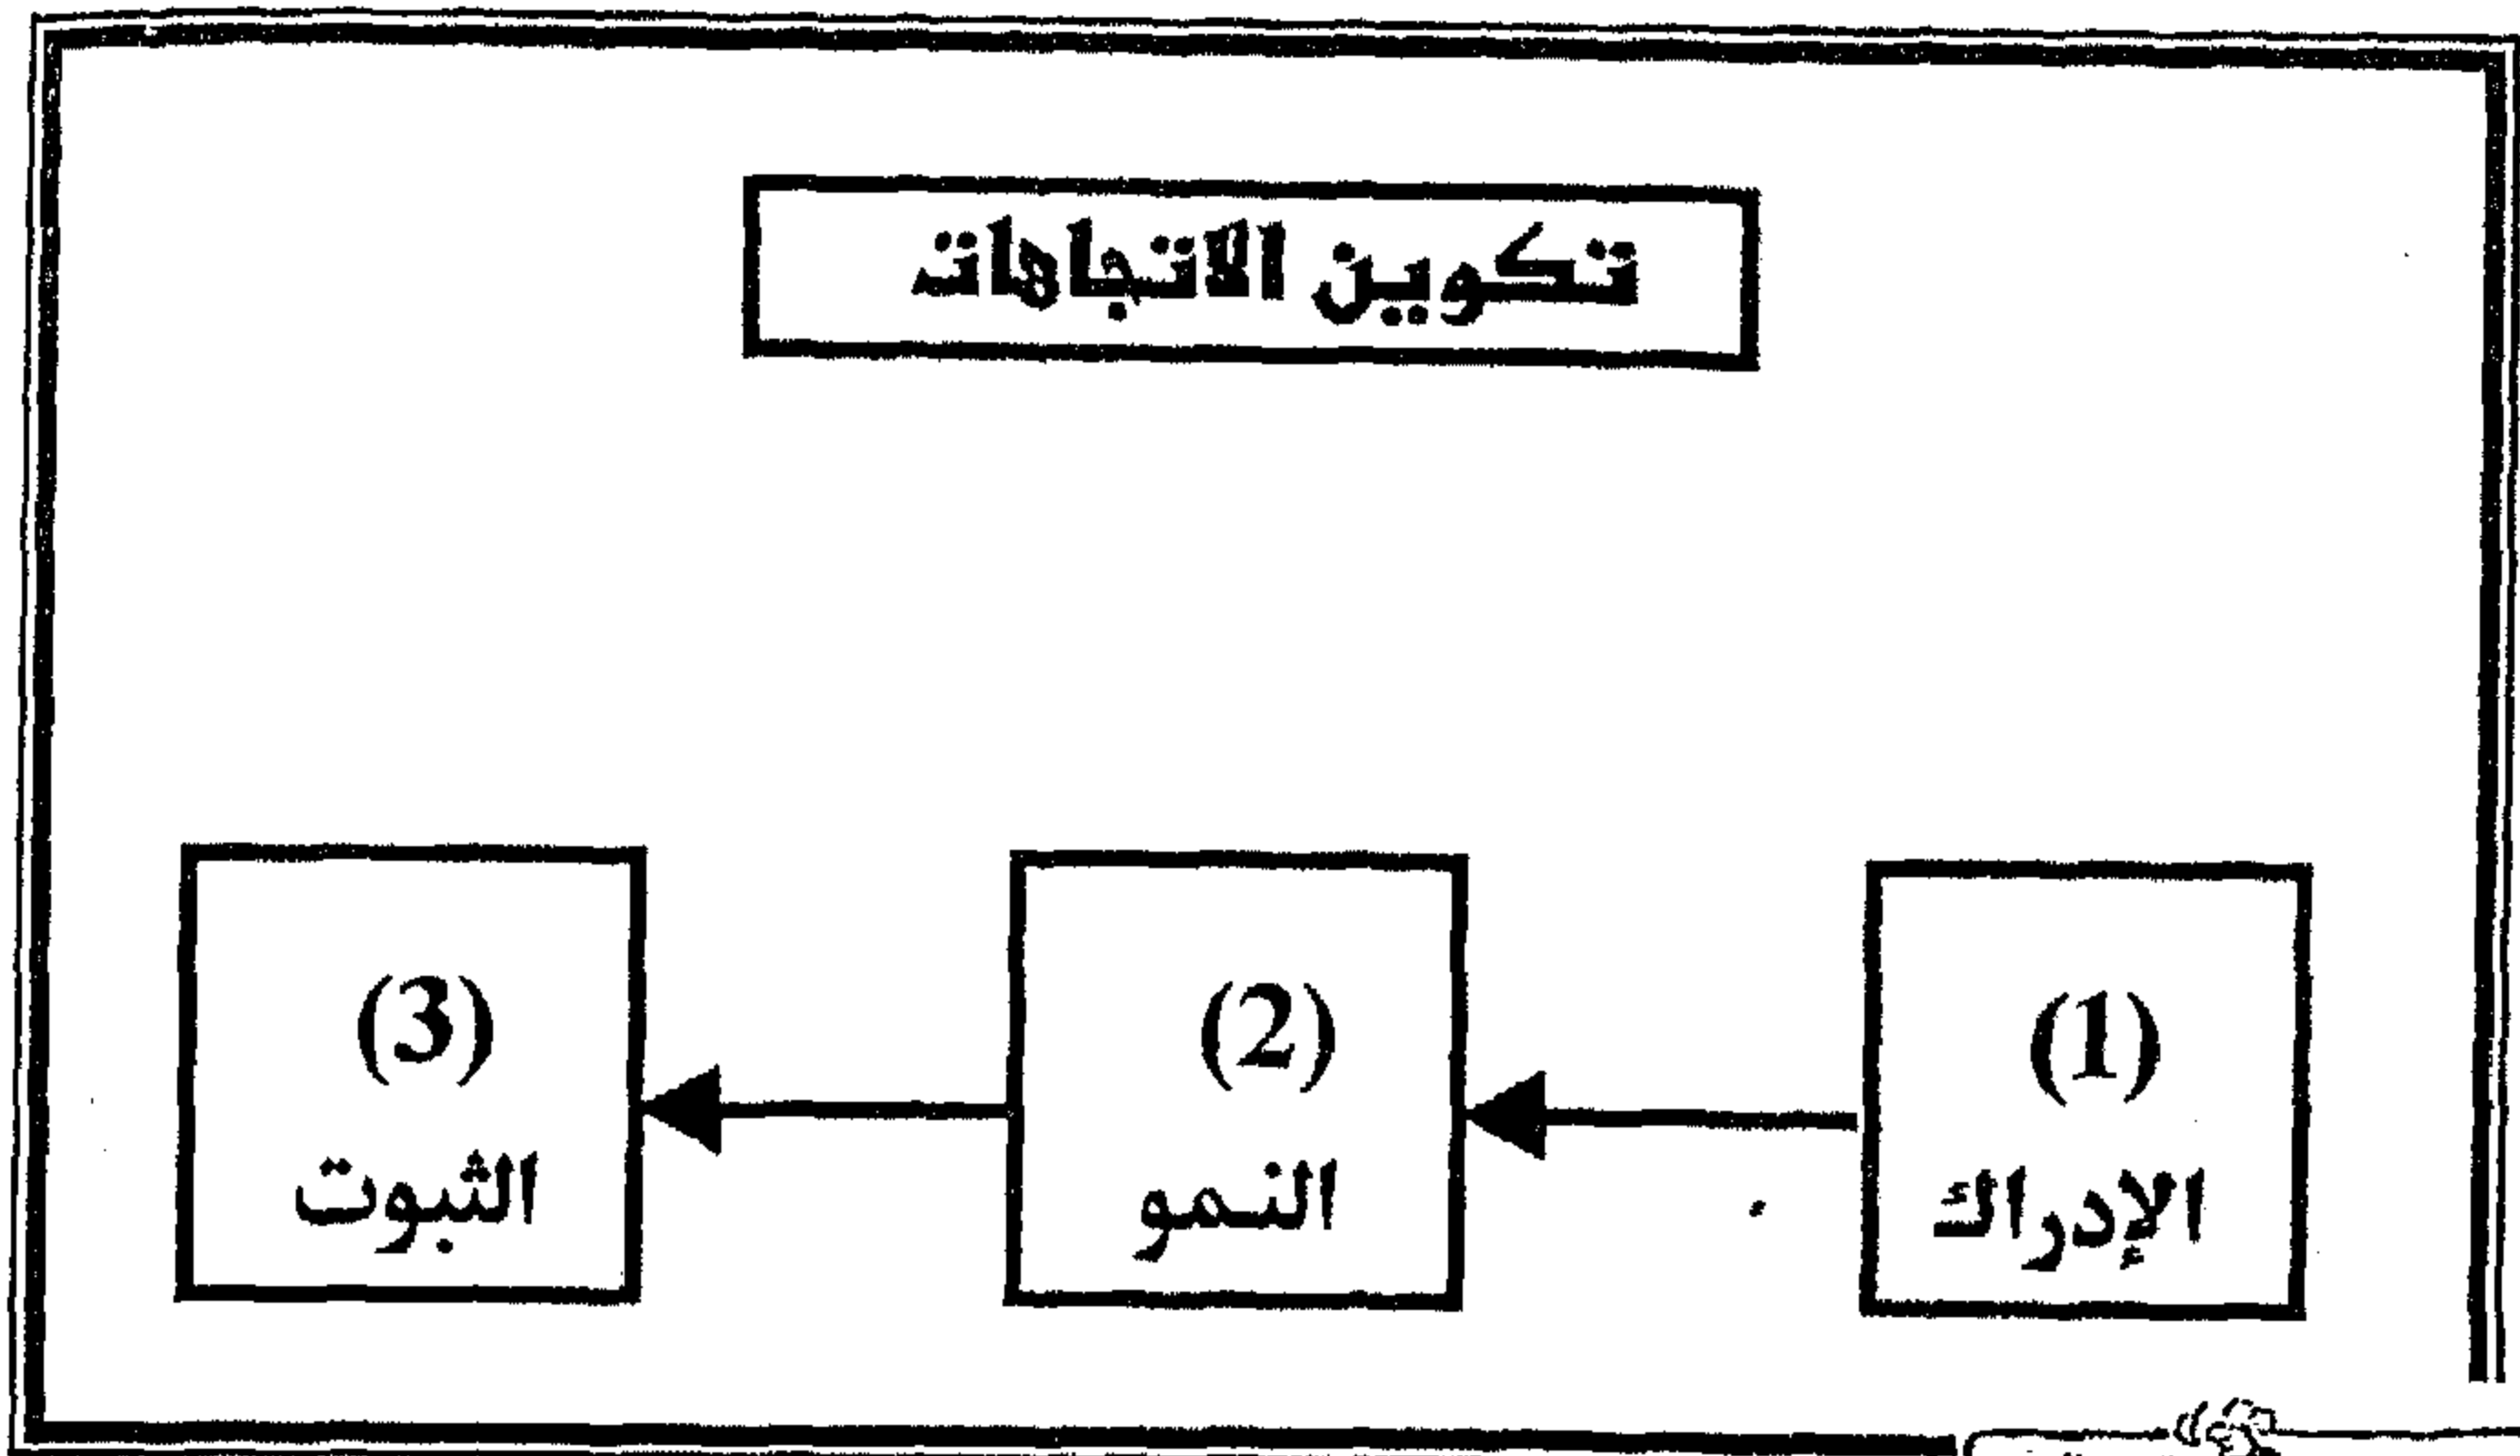 تكوين الاتجاهات
(1)
الإدراك
(2)
النمو
(3)
الثبوت